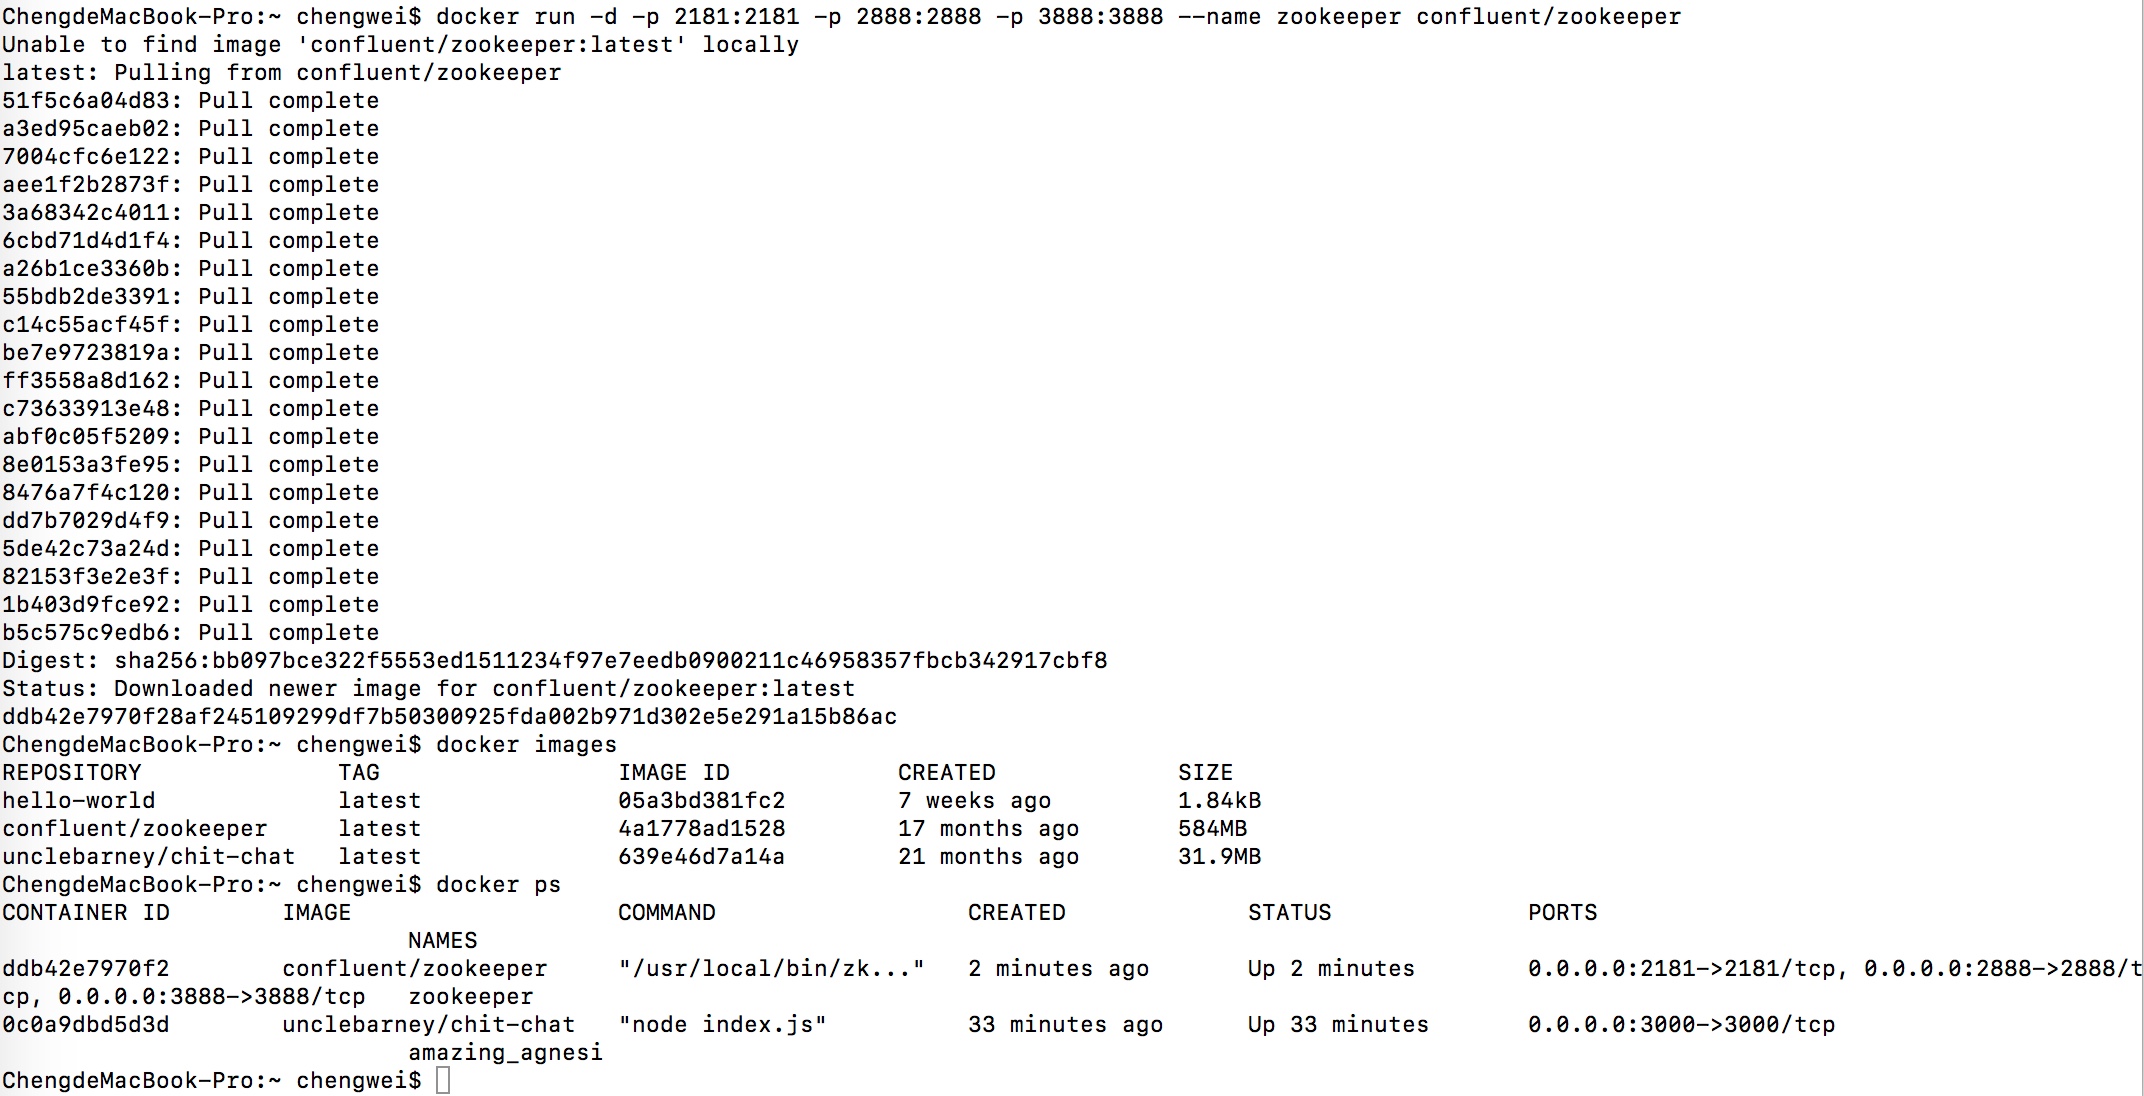 ChengdeMacBook-Pro:~ chengwei$ docker run -d -p 2181:2181 -p 2888:2888 -p 3888:3888 --name zookeeper confluent/zookeeper
Unable to find image 'confluent/zookeeper:latest' locally
latest: Pulling from confluent/zookeeper
51f5c6a04d83: Pull complete
a3ed95caeb02: Pull complete
7004cfc6e122: Pull complete
aee1f2b2873f: Pull complete
3a68342c4011: Pull complete
6cbd71d4d1f4: Pull complete
a26b1ce3360b: Pull complete
55bdb2de3391: Pull complete
c14c55acf45f: Pull complete
be7e9723819a: Pull complete
ff3558a8d162: Pull complete
c73633913e48: Pull complete
abf0c05f5209: Pull complete
8e0153a3fe95: Pull complete
8476a7f4c120: Pull complete
dd7b7029d4f9: Pull complete
5de42c73a24d: Pull complete
82153f3e2e3f: Pull complete
1b403d9fce92: Pull complete
b5c575c9edb6: Pull complete
Digest: sha256:bb097bce322f5553ed1511234f97e7eedb0900211c46958357fbcb342917cbf8
Status: Downloaded newer image for confluent/zookeeper:latest
ddb42e7970f28af245109299df7b50300925fda002b971d302e5e291a15b86ac
ChengdeMacBook-Pro:~ chengwei$ docker images
REPOSITORY              TAG                 IMAGE ID            CREATED             SIZE
hello-world             latest              05a3bd381fc2        7 weeks ago         1.84kB
confluent/zookeeper     latest              4a1778ad1528        17 months ago       584MB
unclebarney/chit-chat   latest              639e46d7a14a        21 months ago       31.9MB
ChengdeMacBook-Pro:~ chengwei$ docker ps
CONTAINER ID        IMAGE                   COMMAND                  CREATED             STATUS              PORTS
                             NAMES
ddb42e7970f2        confluent/zookeeper     "/usr/local/bin/zk..."   2 minutes ago       Up 2 minutes        0.0.0.0:2181->2181/tcp, 0.0.0.0:2888->2888/t
cp, 0.0.0.0:3888->3888/tcp   zookeeper
0c0a9dbd5d3d        unclebarney/chit-chat   "node index.js"          33 minutes ago      Up 33 minutes       0.0.0.0:3000->3000/tcp
                             amazing_agnesi
ChengdeMacBook-Pro:~ chengwei$